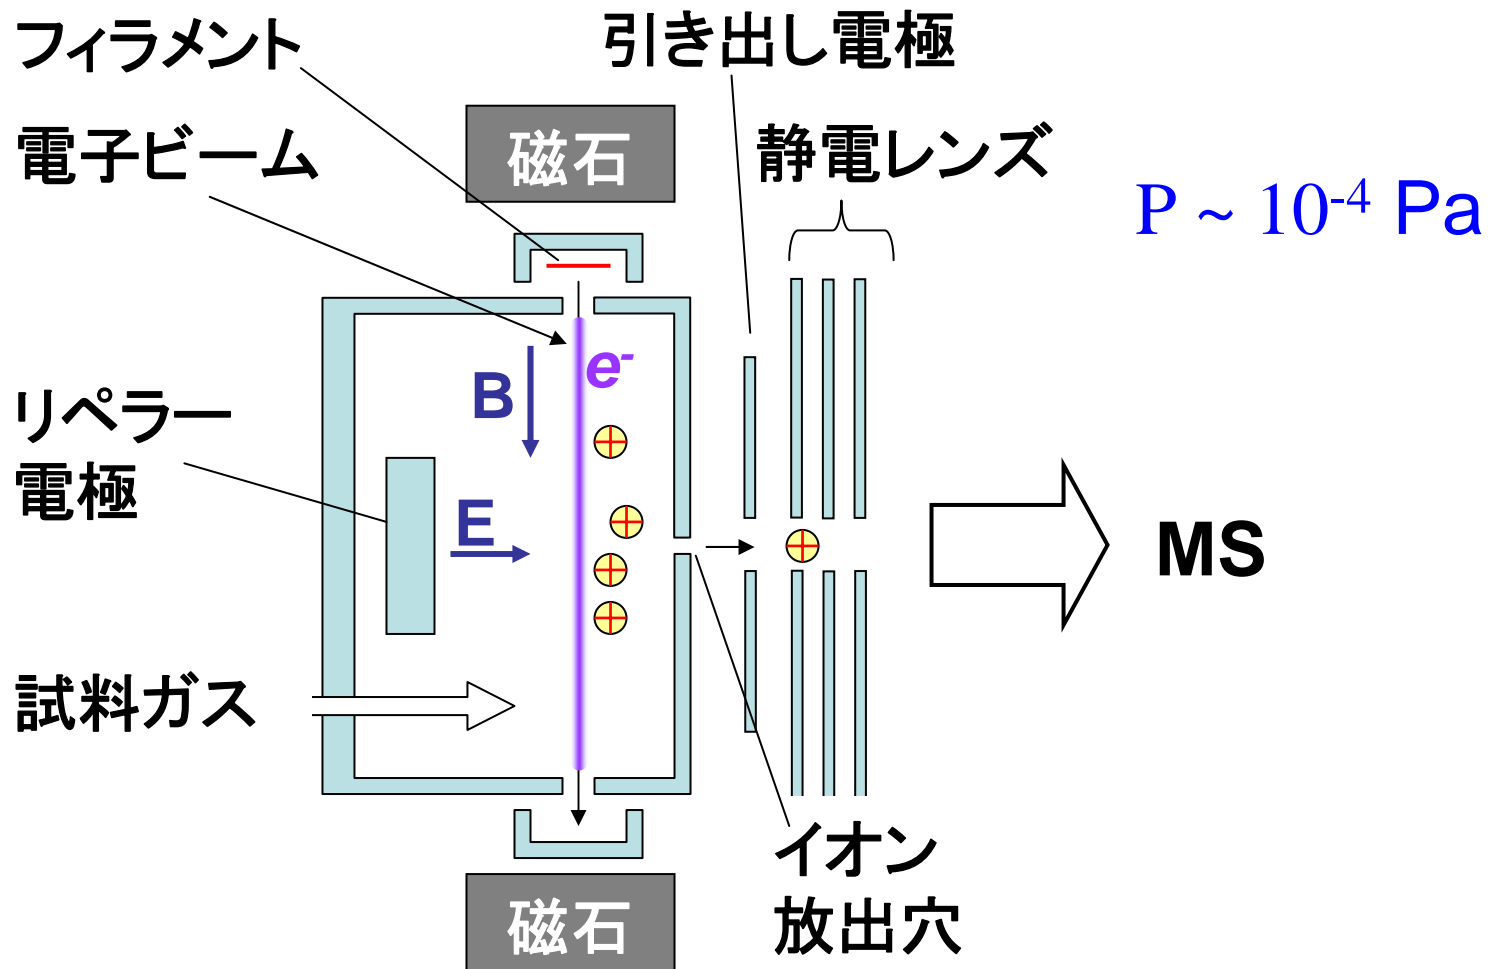 フィラメント
引き出し電極
電子ビーム
磁石
静電レンズ
P ~ 10-4 Pa
e-
B
リペラー
電極
E
MS
試料ガス
イオン
放出穴
磁石